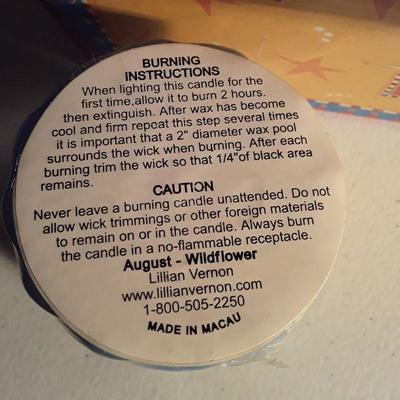 BURNING
INSTRUCTIONS
When lighting this candle for the
first time,allow it to burn 2 hours.
then extinguish. After wax has become
cool and firm repeat this step several times
it is important that a 2" diameter wax pool
surrounds the wick when burning. After each
burning trim the wick so that 1/4"of black area
remains.
CAUTION
Never leave a burning candle unattended. Do not
allow wick trimmings or other foreign materials
to remain on or in the candle. Always burn
the candle in a no-flammable receptacle.
August - Wildflower
Lillian Vernon
www.lillianvernon.com
1-800-505-2250
MADE IN MACAU